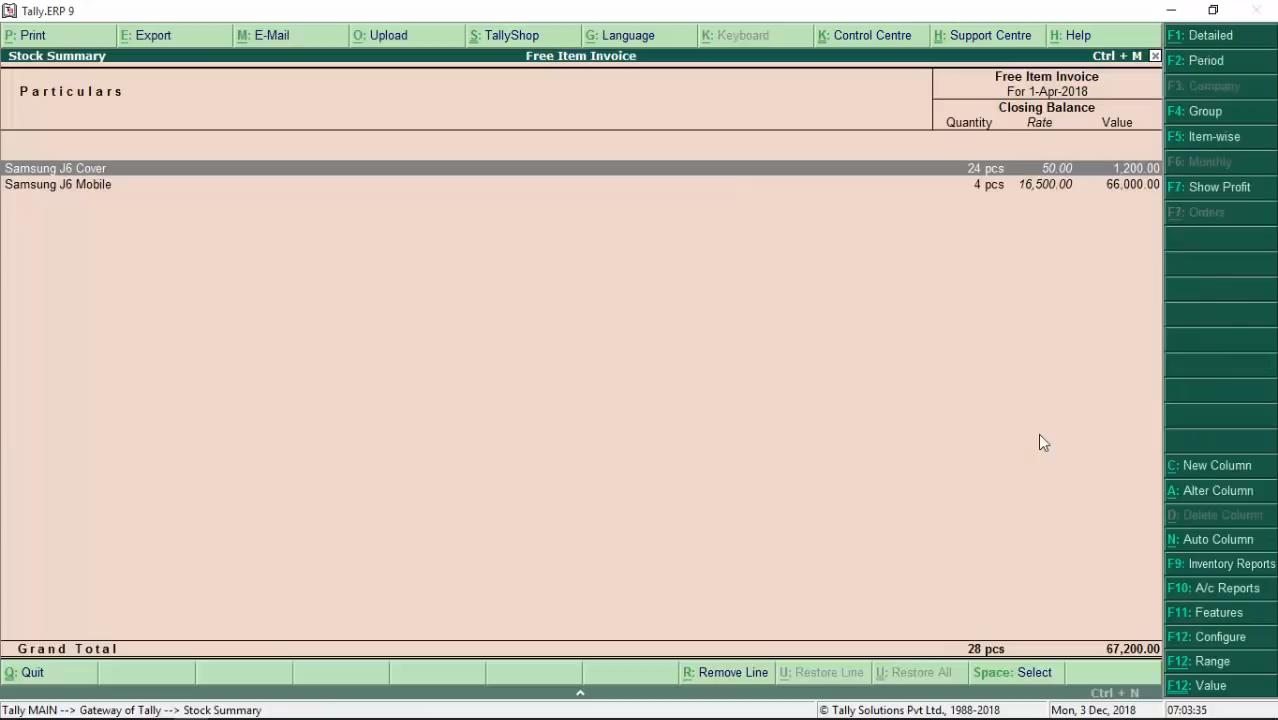 Tally.ERP 9
P: Print E: Export M: E-Mail O: Upload S: TallyShop G: Language K: Keyboard K: Control Centre H: Support Centre H: Help
Stock Summary Free Item Invoice Ctrl + M
Particulars
Free Item Invoice
For 1-Apr-2018
Closing Balance
Quantity Rate Value
Samsung J6 Cover 24 pcs 50.00 1,200.00
Samsung J6 Mobile 4 pcs 16,500.00 66,000.00
Grand Total 28 pcs 67,200.00
F1: Detailed
F2: Period
F3: Company
F4: Group
F5: Item-wise
F6: Monthly
F7: Show Profit
F7: Orders
C: New Column
A: Alter Column
D: Delete Column
N: Auto Column
F9: Inventory Reports
F10: A/c Reports
F11: Features
F12: Configure
F12: Range
F12: Value
Q: Quit R: Remove Line U: Restore Line U: Restore All Space: Select
Ctrl + N
Tally MAIN --> Gateway of Tally --> Stock Summary © Tally Solutions Pvt Ltd., 1988-2018 Mon, 3 Dec, 2018 07:03:35